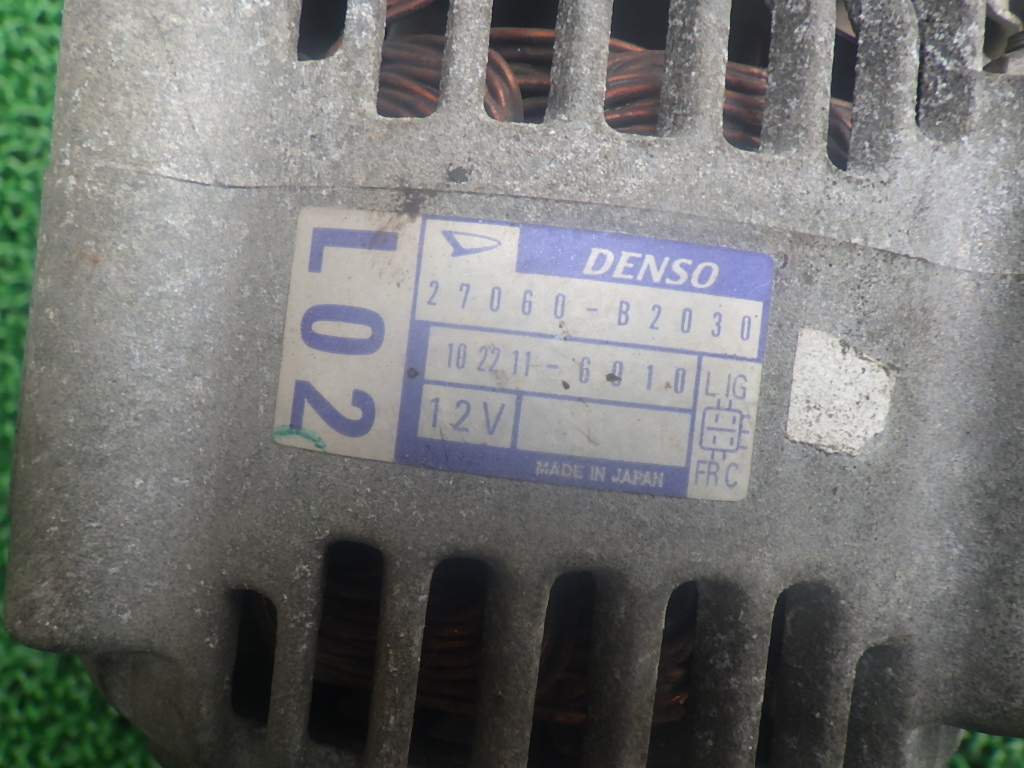 L02
DENSO
27060-B2030
102211-6010
12V
L IG
E
FR C
MADE IN JAPAN